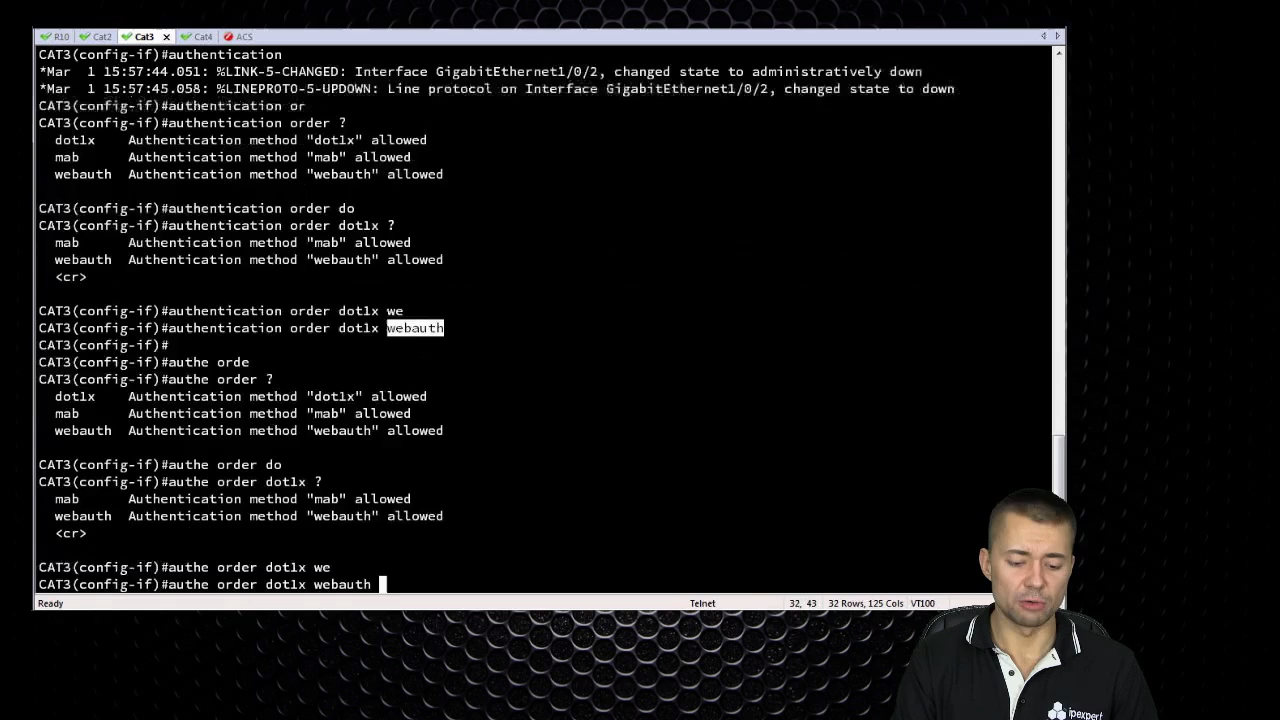 R10 Cat2 Cat3 Cat4 ACS
CAT3(config-if)#authentication
*Mar  1 15:57:44.051: %LINK-5-CHANGED: Interface GigabitEthernet1/0/2, changed state to administratively down
*Mar  1 15:57:45.058: %LINEPROTO-5-UPDOWN: Line protocol on Interface GigabitEthernet1/0/2, changed state to down
CAT3(config-if)#authentication or
CAT3(config-if)#authentication order ?
dot1x    Authentication method "dot1x" allowed
mab      Authentication method "mab" allowed
webauth  Authentication method "webauth" allowed
CAT3(config-if)#authentication order do
CAT3(config-if)#authentication order dot1x ?
mab      Authentication method "mab" allowed
webauth  Authentication method "webauth" allowed
<cr>
CAT3(config-if)#authentication order dot1x we
CAT3(config-if)#authentication order dot1x webauth
CAT3(config-if)#
CAT3(config-if)#authe orde
CAT3(config-if)#authe order ?
dot1x    Authentication method "dot1x" allowed
mab      Authentication method "mab" allowed
webauth  Authentication method "webauth" allowed
CAT3(config-if)#authe order do
CAT3(config-if)#authe order dot1x ?
mab      Authentication method "mab" allowed
webauth  Authentication method "webauth" allowed
<cr>
CAT3(config-if)#authe order dot1x we
CAT3(config-if)#authe order dot1x webauth
Ready Telnet 32, 43 32 Rows, 125 Cols VT100
ipexpert